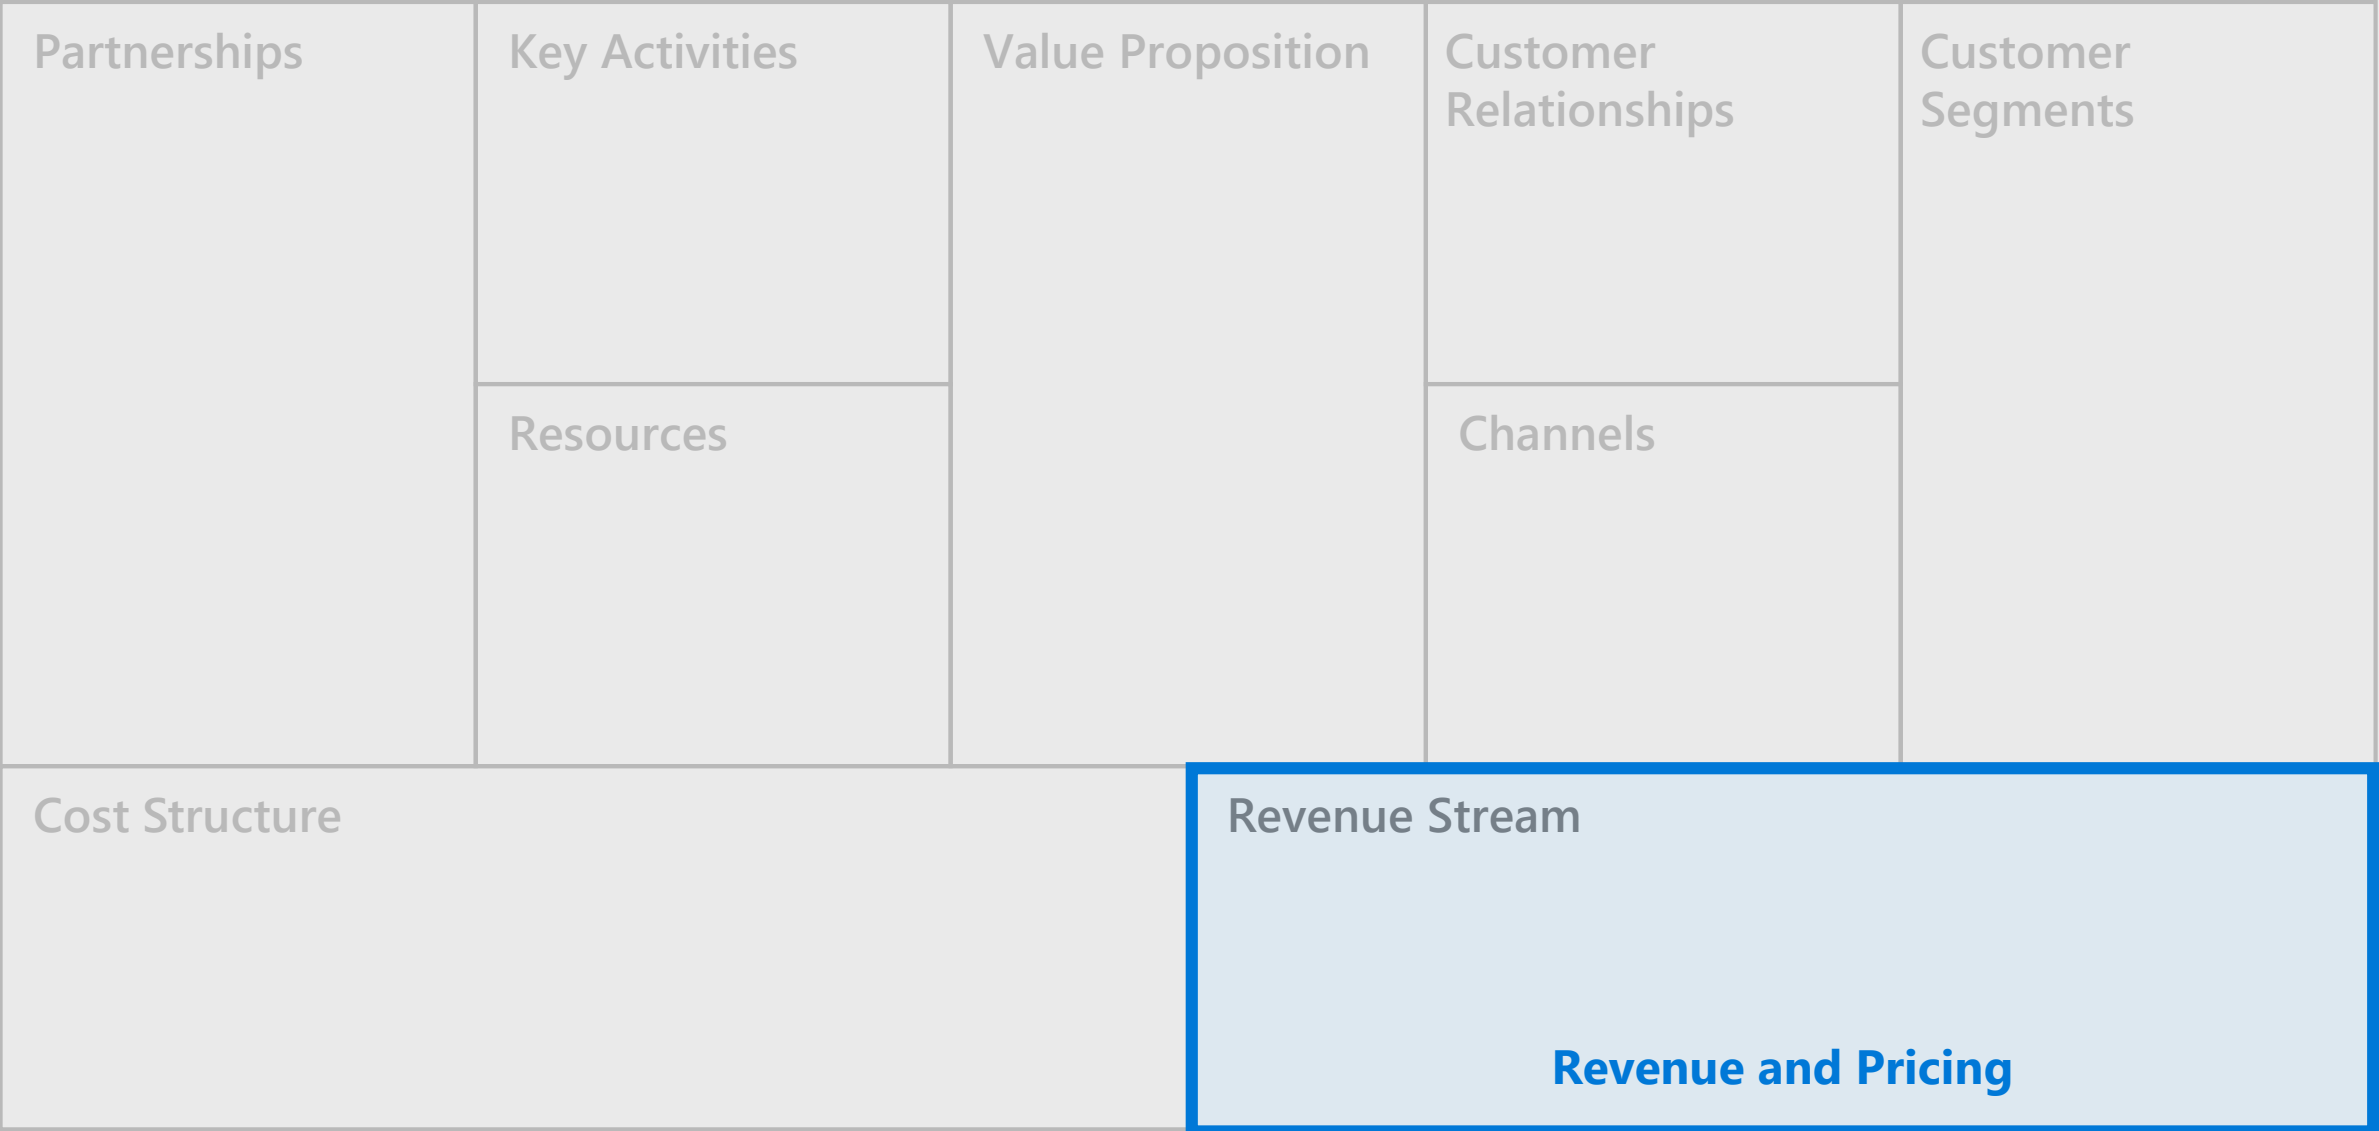 Partnerships
Key Activities
Value Proposition
Customer
Relationships
Customer
Segments
Resources
Channels
Cost Structure
Revenue Stream
Revenue and Pricing